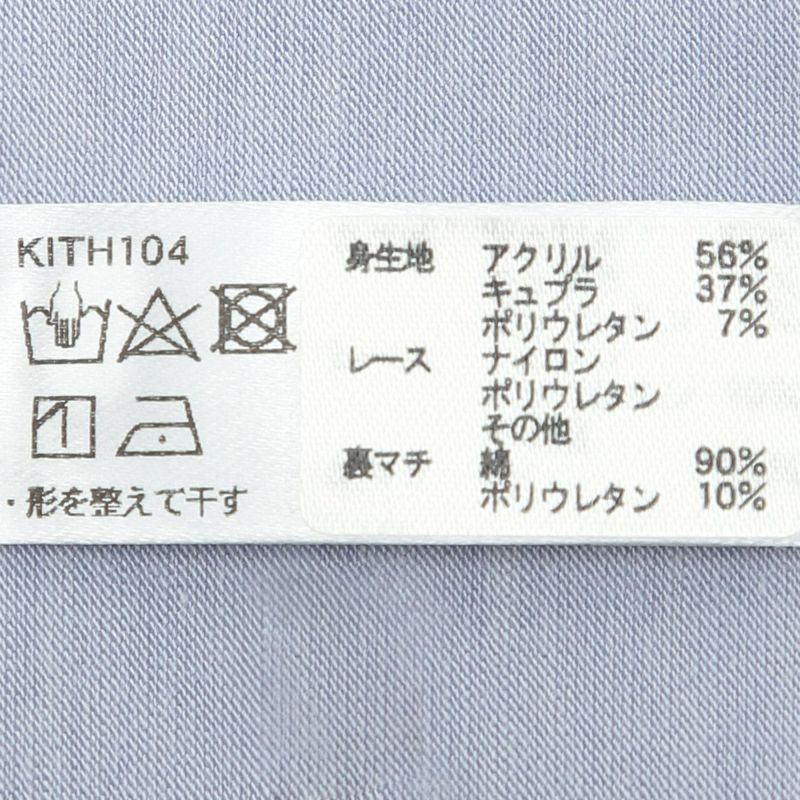 KITH104
・形を整えて干す
身生地 アクリル 56%
キュプラ 37%
ポリウレタン 7%
レース ナイロン
ポリウレタン
その他
裏マチ 綿 90%
ポリウレタン 10%